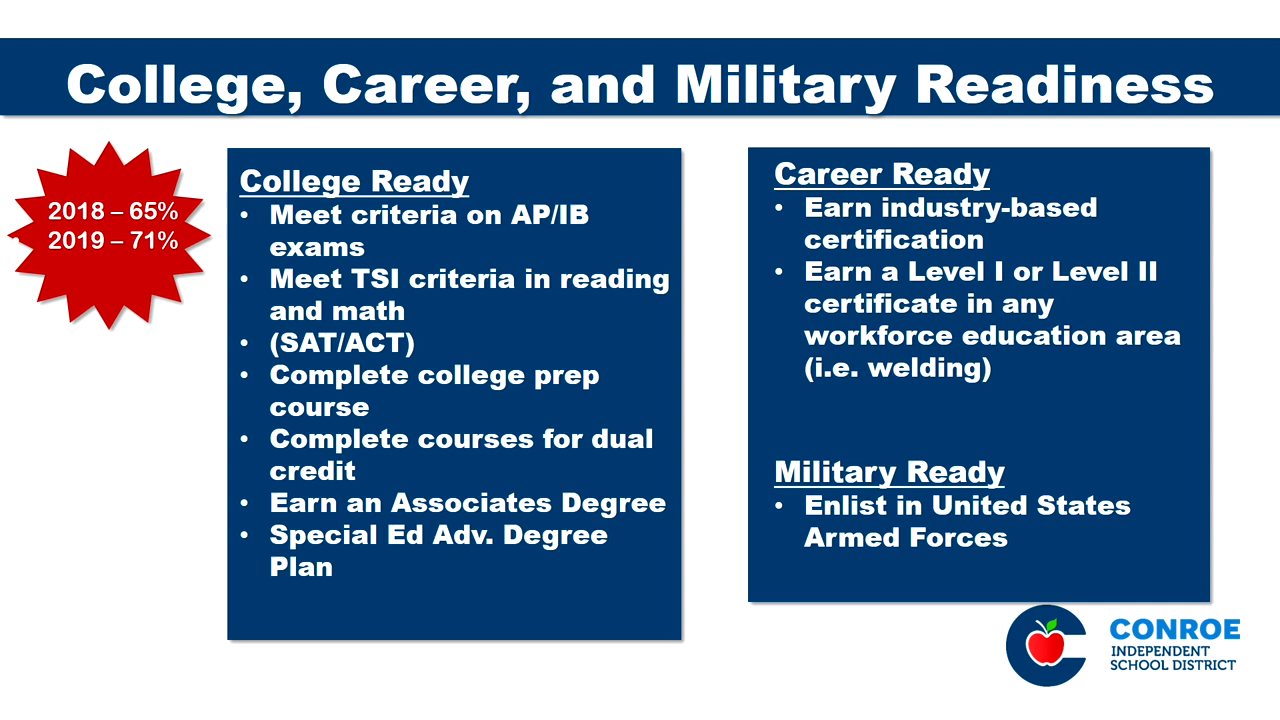 College, Career, and Military Readiness
2018 – 65%
2019 – 71%
College Ready
• Meet criteria on AP/IB
exams
• Meet TSI criteria in reading
and math
• (SAT/ACT)
• Complete college prep
course
• Complete courses for dual
credit
• Earn an Associates Degree
• Special Ed Adv. Degree
Plan
Career Ready
• Earn industry-based
certification
• Earn a Level I or Level II
certificate in any
workforce education area
(i.e. welding)
Military Ready
• Enlist in United States
Armed Forces
CONROE
INDEPENDENT
SCHOOL DISTRICT